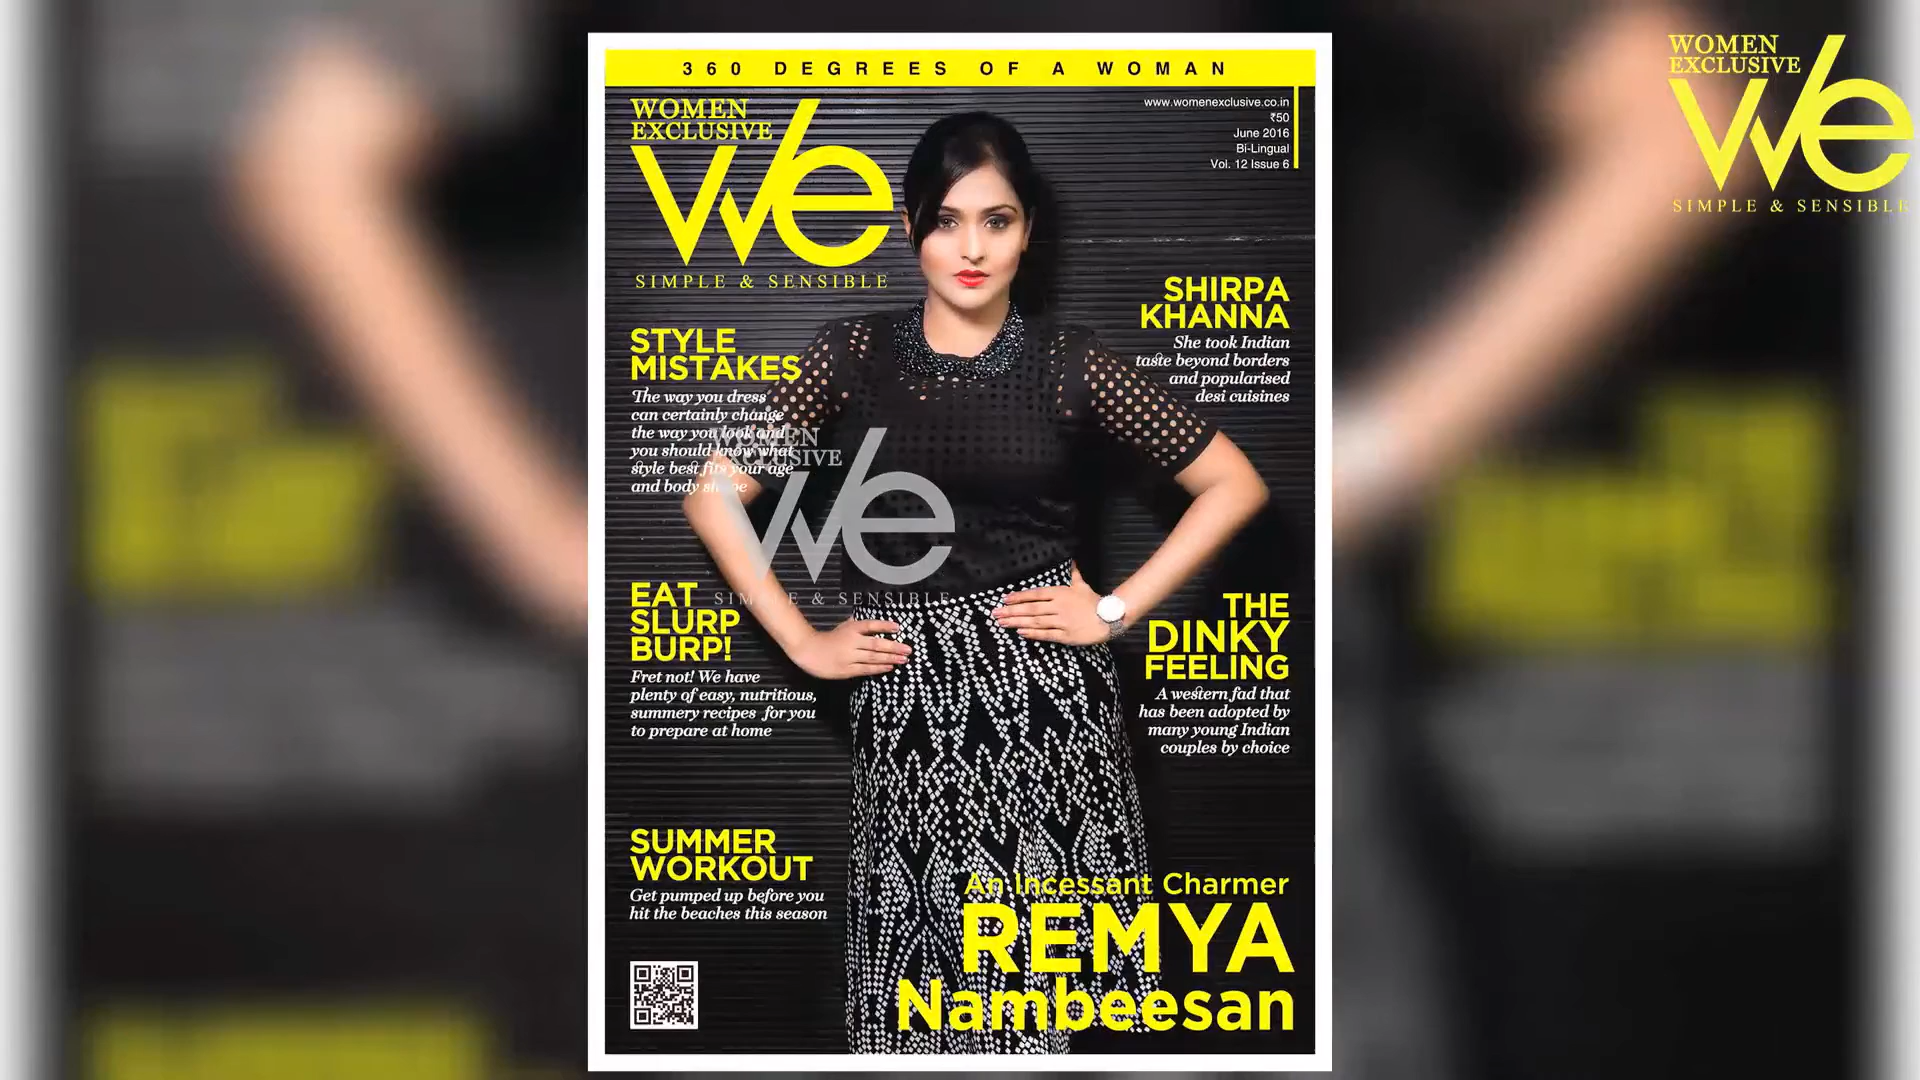 360 DEGREES OF A WOMAN
WOMEN
EXCLUSIVE
We
SIMPLE & SENSIBLE
www.womenexclusive.co.in
₹50
June 2016
Bi-Lingual
Vol. 12 Issue 6
STYLE
MISTAKES
The way you dress
can certainly change
the way you look and
you should know what
style best fits your age
and body shape
SHIRPA
KHANNA
She took Indian
taste beyond borders
and popularised
desi cuisines
WOMEN
EXCLUSIVE
We
SIMPLE & SENSIBLE
EAT
SLURP
BURP!
Fret not! We have
plenty of easy, nutritious,
summery recipes for you
to prepare at home
THE
DINKY
FEELING
A western fad that
has been adopted by
many young Indian
couples by choice
SUMMER
WORKOUT
Get pumped up before you
hit the beaches this season
An Incessant Charmer
REMYA
Nambeesan
WOMEN
EXCLUSIVE
We
SIMPLE & SENSIBLE